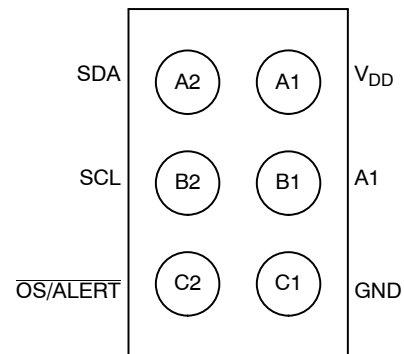 SDA A2 A1 VDD
SCL B2 B1 A1
OS/ALERT C2 C1 GND